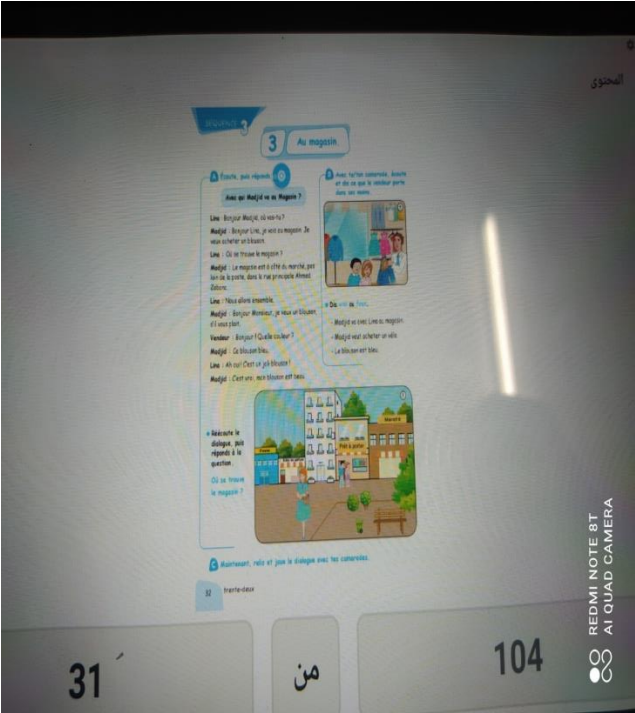 المحتوى
SÉQUENCE 3
3 Au magasin.
A Écoute, puis réponds.
Avec qui Madjid va au Magasin ?
Lina : Bonjour Madjid, où vas-tu ?
Madjid : Bonjour Lina, je vais au magasin. Je
veux acheter un blouson.
Lina : Où se trouve le magasin ?
Madjid : Le magasin est à côté du marché, pas
loin de la poste, dans la rue principale Ahmed
Zabana.
Lina : Nous allons ensemble.
Madjid : Bonjour Monsieur, je veux un blouson,
s'il vous plaît.
Vendeur : Bonjour ! Quelle couleur ?
Madjid : Ce blouson bleu.
Lina : Ah oui! C'est un joli blouson !
Madjid : C'est vrai, mon blouson est beau.
B Avec ta/ton camarade, écoute
et dis ce que le vendeur porte
dans ses mains.
Dis vrai ou faux.
- Madjid va avec Lina au magasin.
- Madjid veut acheter un vélo.
- Le blouson est bleu.
Réécoute le
dialogue, puis
réponds à la
question.
Où se trouve
le magasin ?
Marché
Prêt à porter
C Maintenant, relis et joue le dialogue avec tes camarades.
32 trente-deux
31 من 104
REDMI NOTE 8T
AI QUAD CAMERA